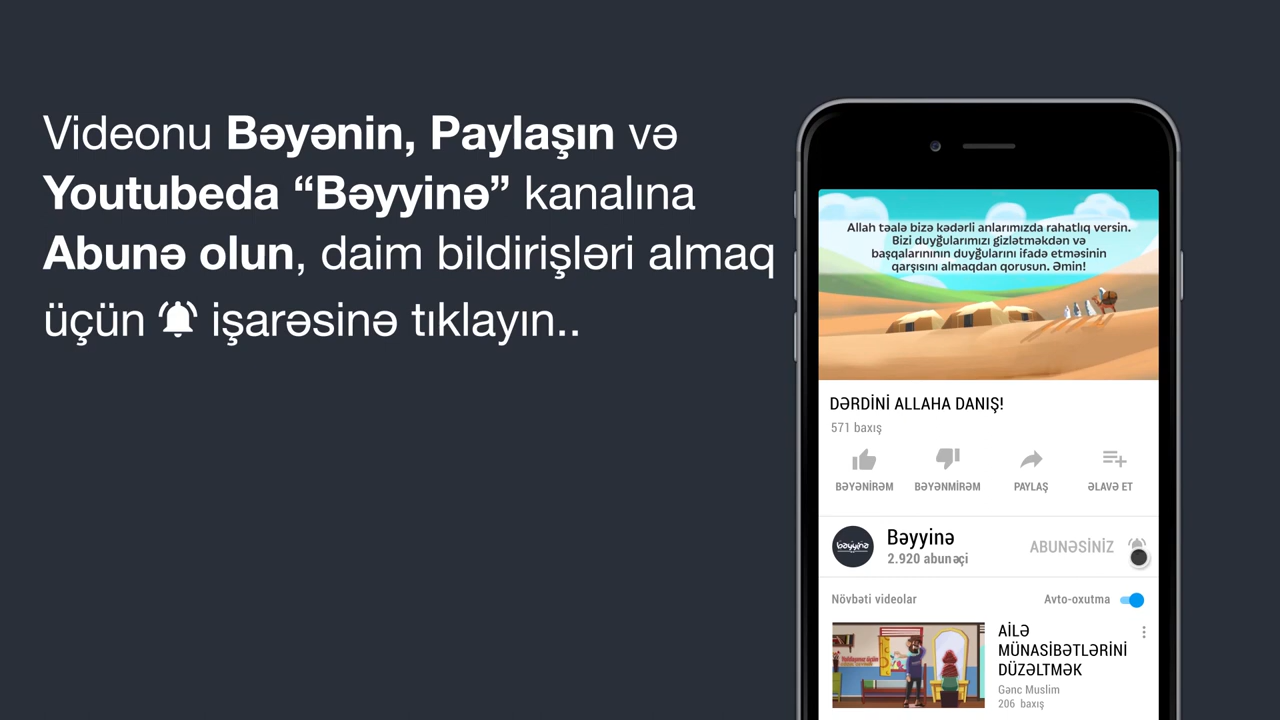 Videonu Bəyənin, Paylaşın və
Youtubeda “Bəyyinə” kanalına
Abunə olun, daim bildirişləri almaq
üçün işarəsinə tıklayın..
Allah təalə bizə kədərli anlarımızda rahatlıq versin.
Bizi duyğularımızı gizlətməkdən və
başqalarınının duyğularını ifadə etməsinin
qarşısını almaqdan qorusun. Əmin!
DƏRDİNİ ALLAHA DANIŞ!
571 baxış
BƏYƏNİRƏM BƏYƏNMİRƏM PAYLAŞ ƏLAVƏ ET
bəyyinə
Bəyyinə
2.920 abunəçi
ABUNƏSİNİZ
Növbəti videolar
Avto-oxutma
AİLƏ
MÜNASİBƏTLƏRİNİ
DÜZƏLTMƏK
Gənc Muslim
206 baxış